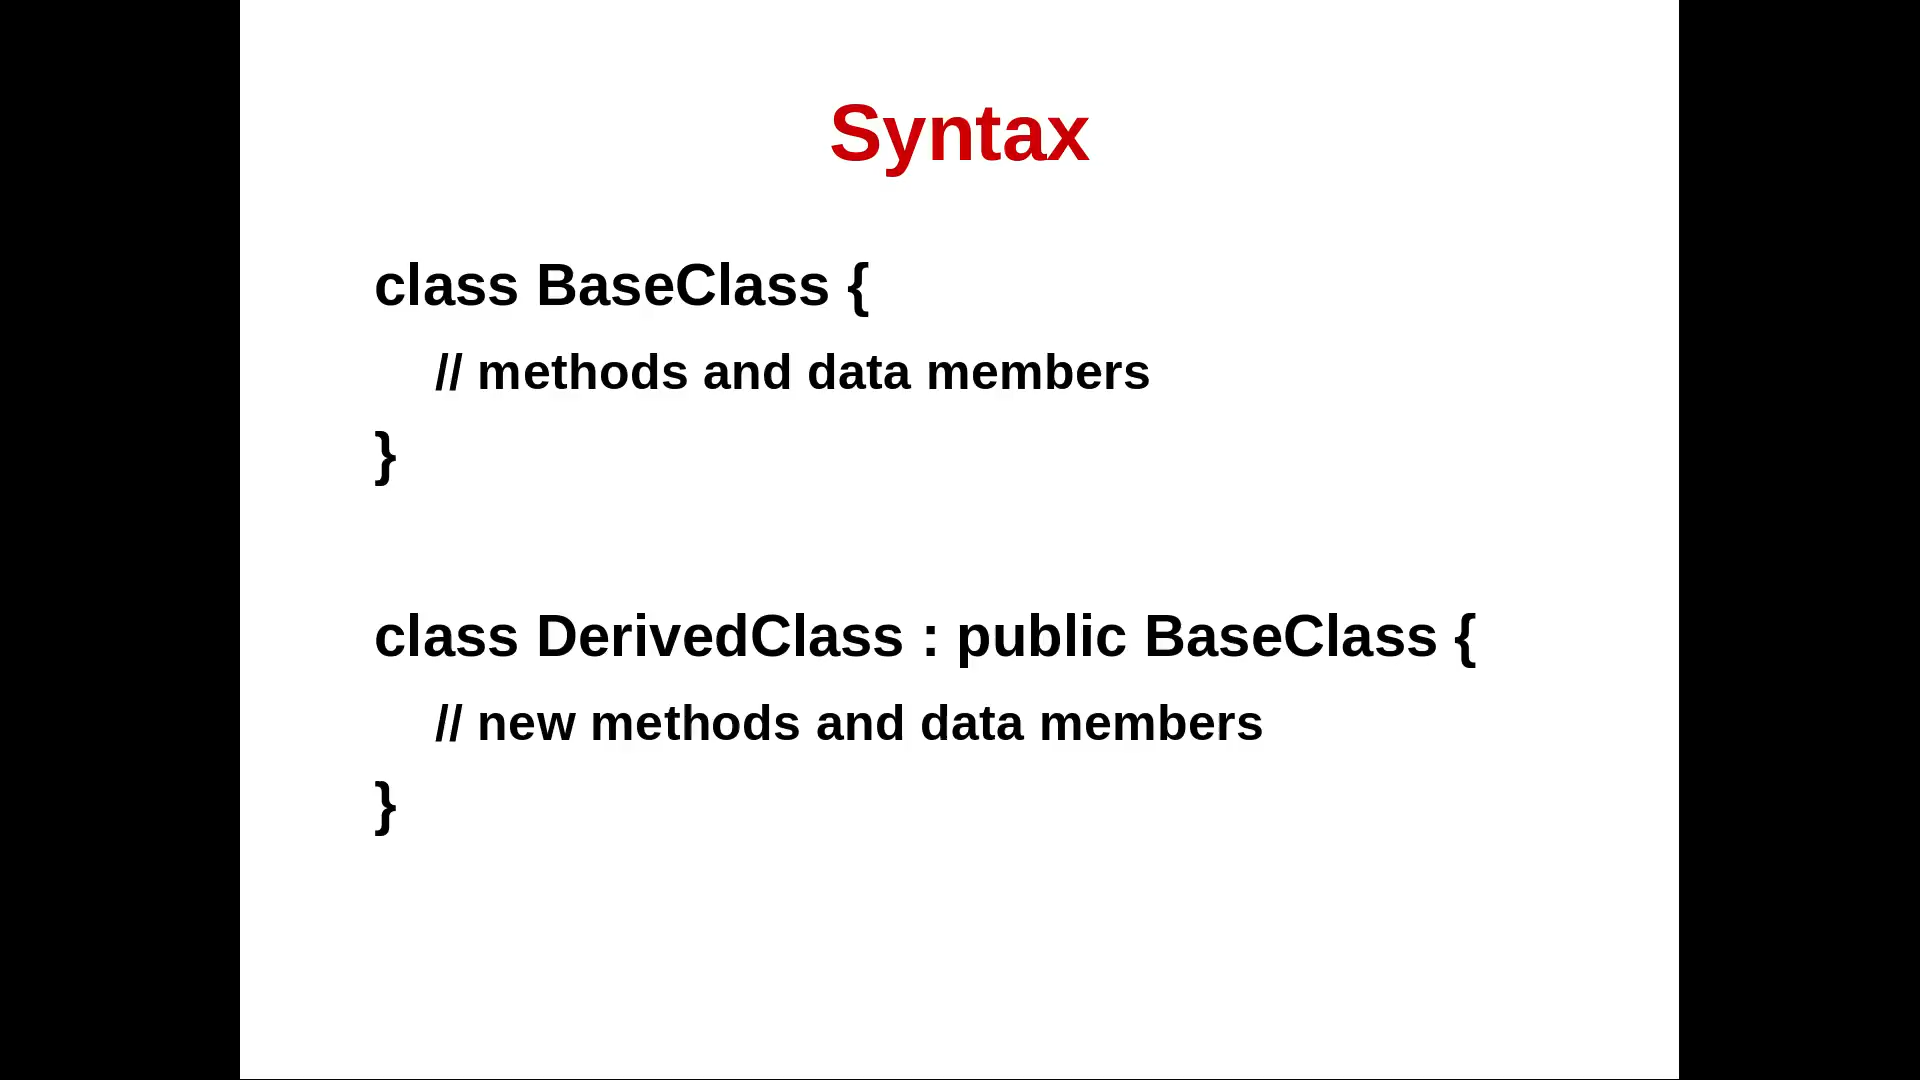 Syntax
class BaseClass {
// methods and data members
}
class DerivedClass : public BaseClass {
// new methods and data members
}